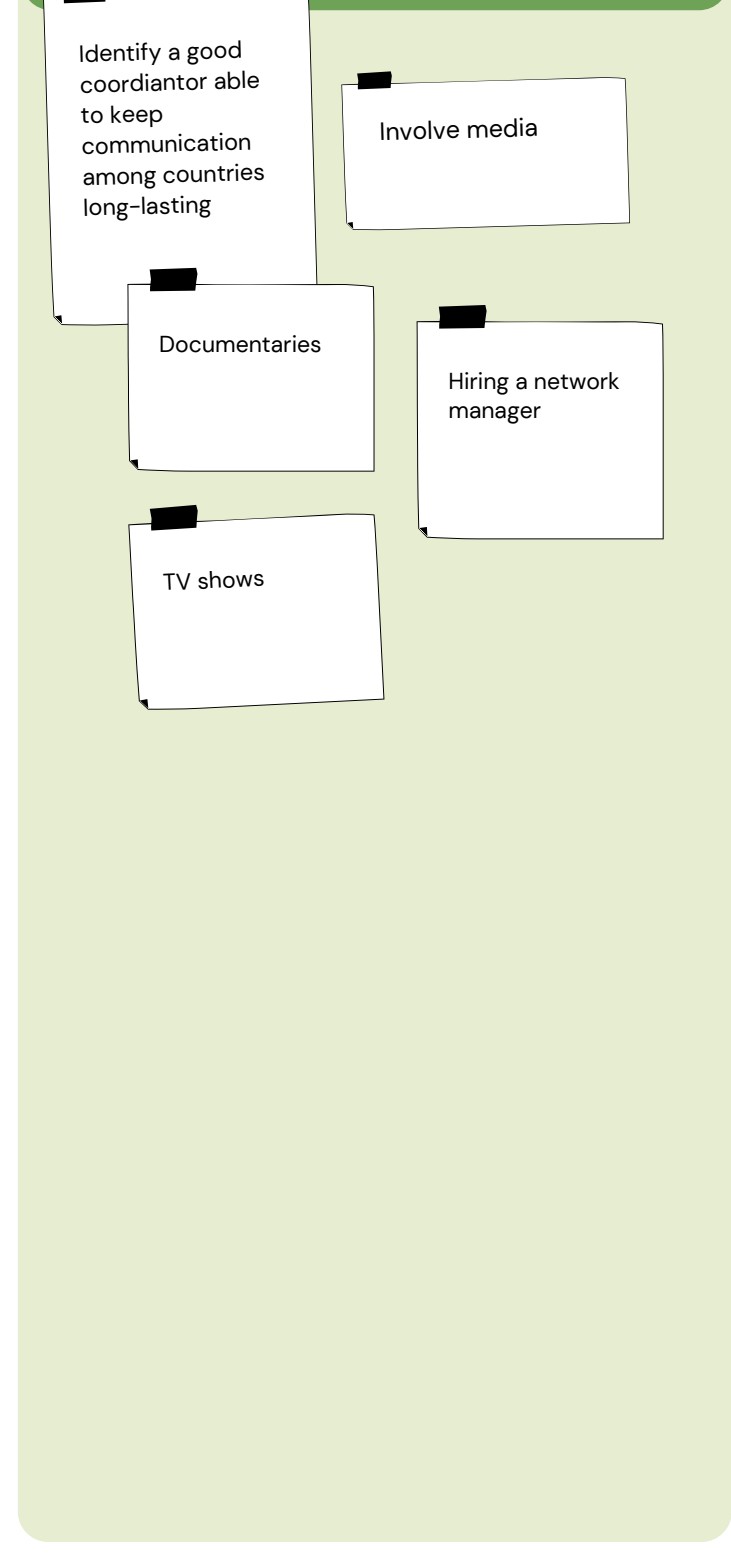 Identify a good
coordiantor able
to keep
communication
among countries
long-lasting
Involve media
Documentaries
Hiring a network
manager
TV shows